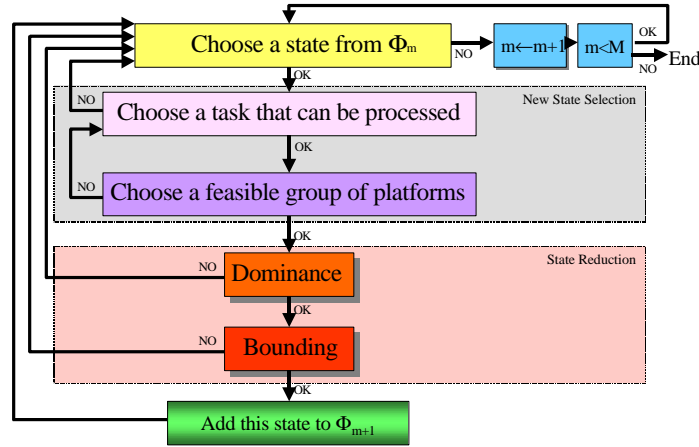 Choose a state from Φm
NO
m←m+1
m<M
OK
NO
End
OK
New State Selection
NO
Choose a task that can be processed
OK
NO
Choose a feasible group of platforms
OK
State Reduction
NO
Dominance
OK
NO
Bounding
OK
Add this state to Φm+1